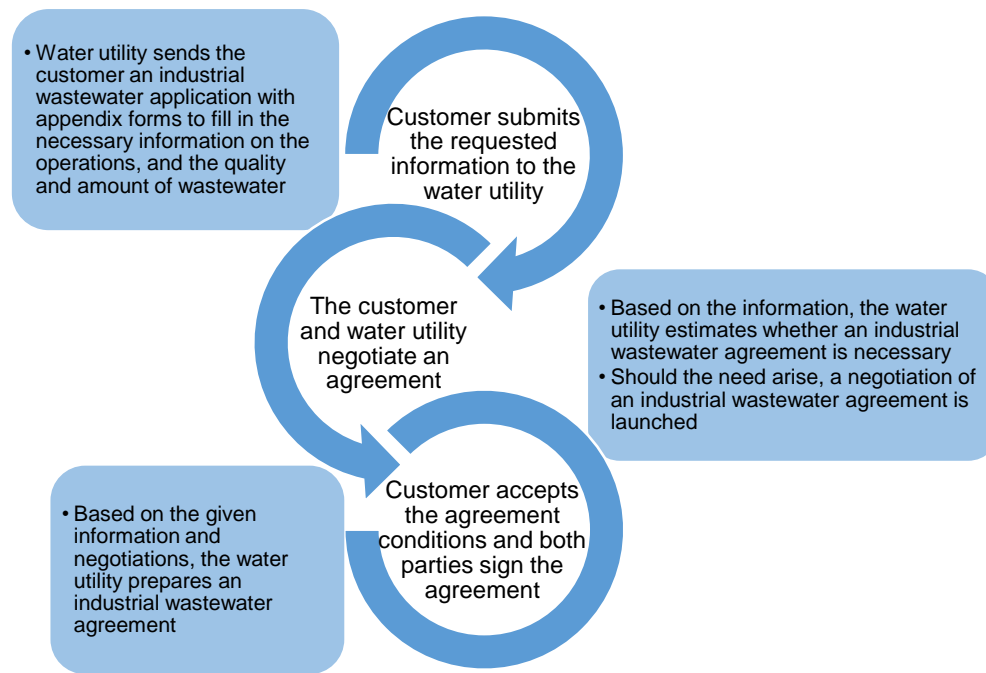 • Water utility sends the
customer an industrial
wastewater application with
appendix forms to fill in the
necessary information on the
operations, and the quality
and amount of wastewater
Customer submits
the requested
information to the
water utility
The customer
and water utility
negotiate an
agreement
• Based on the information, the water
utility estimates whether an industrial
wastewater agreement is necessary
• Should the need arise, a negotiation of
an industrial wastewater agreement is
launched
• Based on the given
information and
negotiations, the water
utility prepares an
industrial wastewater
agreement
Customer accepts
the agreement
conditions and both
parties sign the
agreement